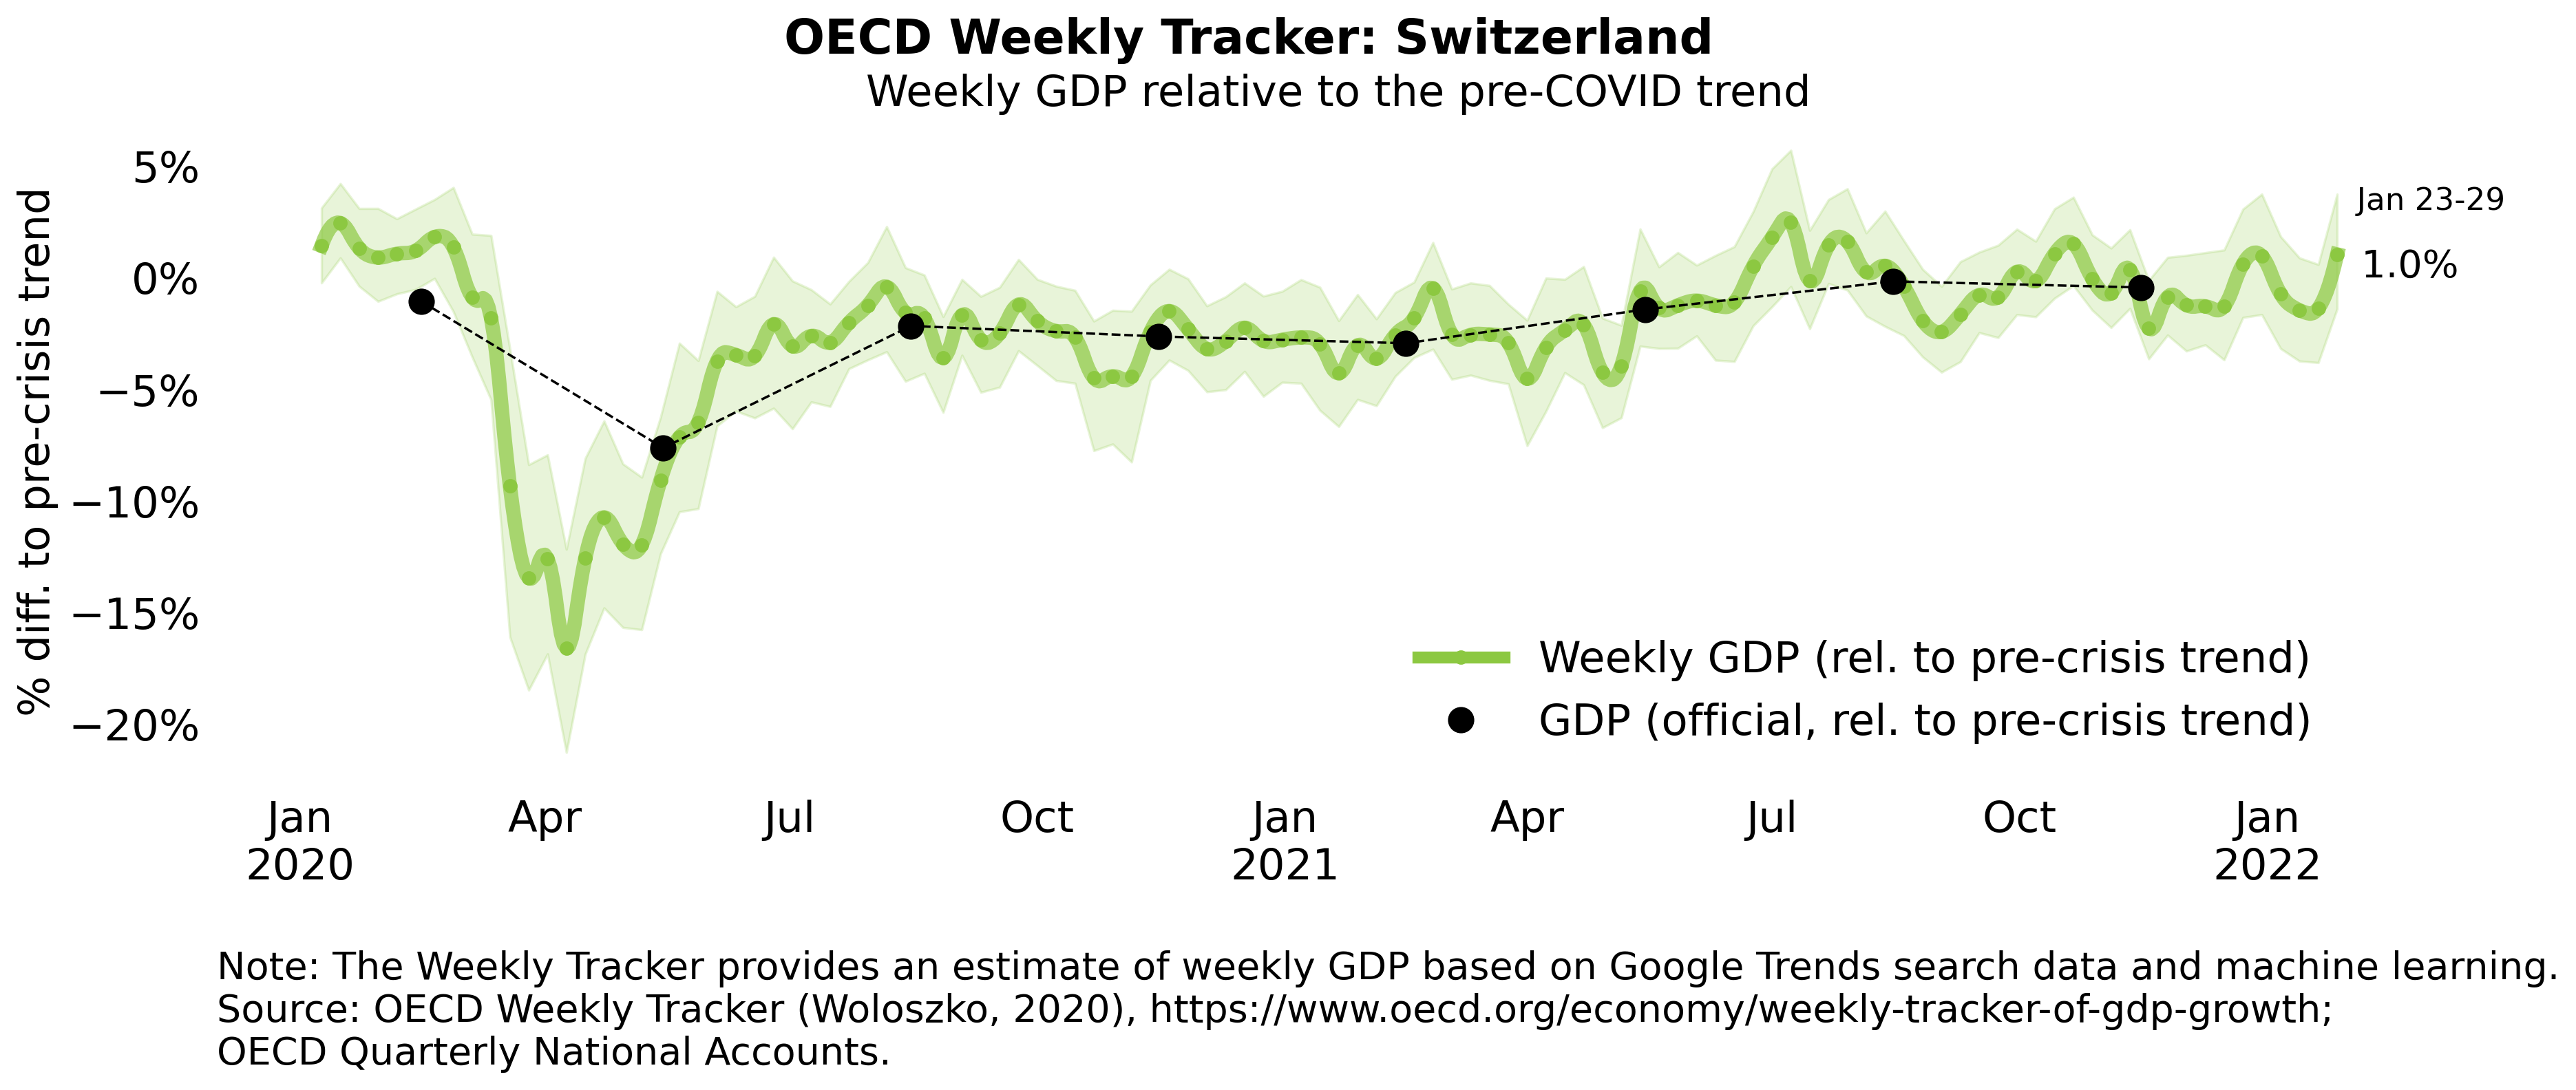 OECD Weekly Tracker: Switzerland
Weekly GDP relative to the pre-COVID trend
% diff. to pre-crisis trend
5%
0%
−5%
−10%
−15%
−20%
Jan 23-29
1.0%
Weekly GDP (rel. to pre-crisis trend)
GDP (official, rel. to pre-crisis trend)
Jan Apr Jul Oct Jan Apr Jul Oct Jan
2020 2021 2022
Note: The Weekly Tracker provides an estimate of weekly GDP based on Google Trends search data and machine learning.
Source: OECD Weekly Tracker (Woloszko, 2020), https://www.oecd.org/economy/weekly-tracker-of-gdp-growth;
OECD Quarterly National Accounts.